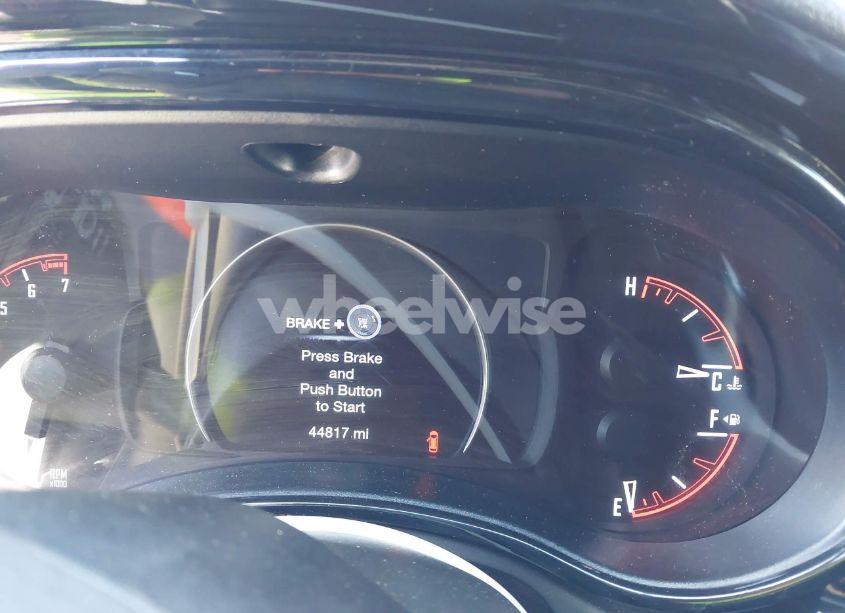 5 6 7
RPM
x1000
wheelwise
BRAKE +
Press Brake
and
Push Button
to Start
44817 mi
H
C
F
E